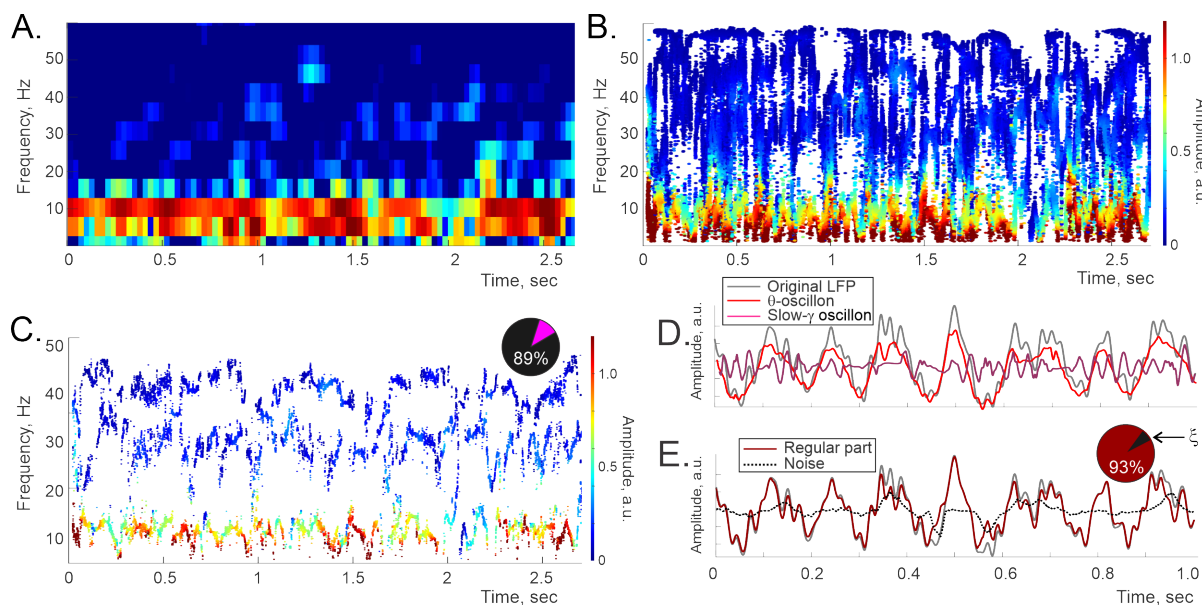 A.
Frequency, Hz
50
40
30
20
10
0 0.5 1 1.5 2 2.5
Time, sec
B.
Frequency, Hz
50
40
30
20
10
0 0.5 1 1.5 2 2.5
Time, sec
1.0
0.5
0
Amplitude, a.u.
C.
Frequency, Hz
50
40
30
20
10
0 0.5 1 1.5 2 2.5
Time, sec
89%
1.0
0.5
0
Amplitude, a.u.
Original LFP
θ-oscillon
Slow-γ oscillon
D.
Amplitude, a.u.
E.
Regular part
Noise
93%
ξ
Amplitude, a.u.
0 0.2 0.4 0.6 0.8 1.0
Time, sec